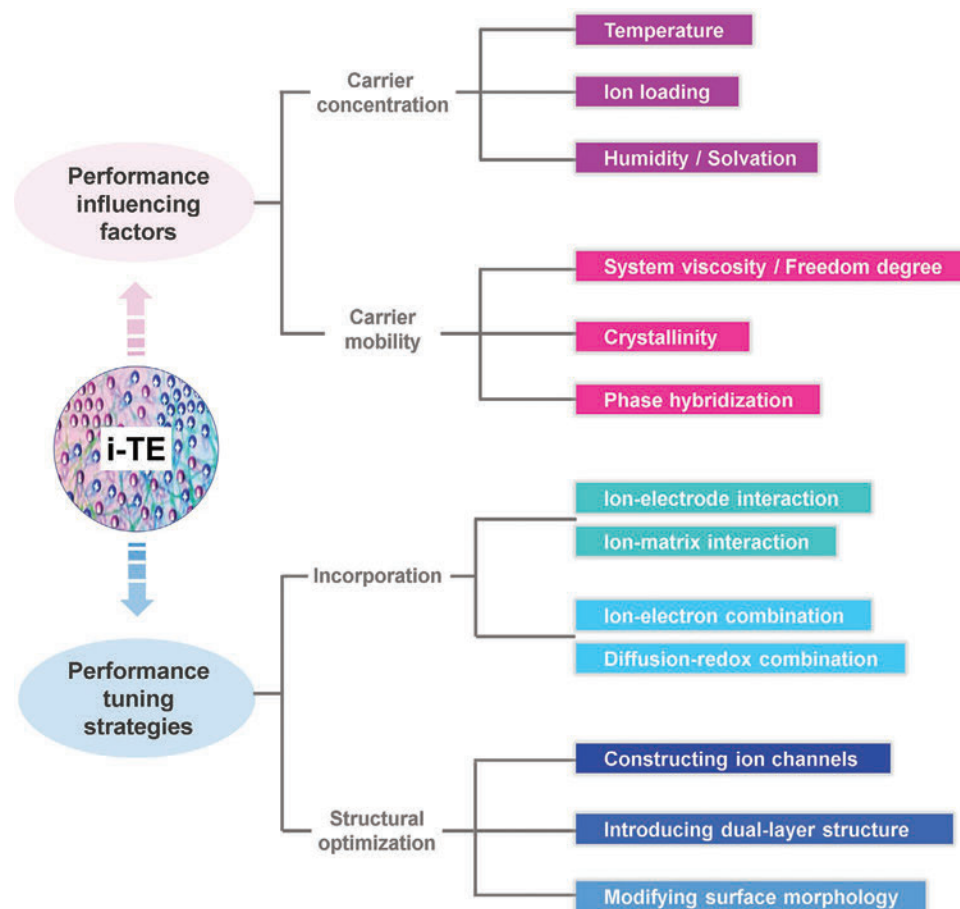 Temperature
Carrier
concentration
Ion loading
Humidity / Solvation
Performance
influencing
factors
System viscosity / Freedom degree
Carrier
mobility
Crystallinity
Phase hybridization
i-TE
Ion-electrode interaction
Ion-matrix interaction
Incorporation
Ion-electron combination
Diffusion-redox combination
Performance
tuning
strategies
Constructing ion channels
Structural
optimization
Introducing dual-layer structure
Modifying surface morphology